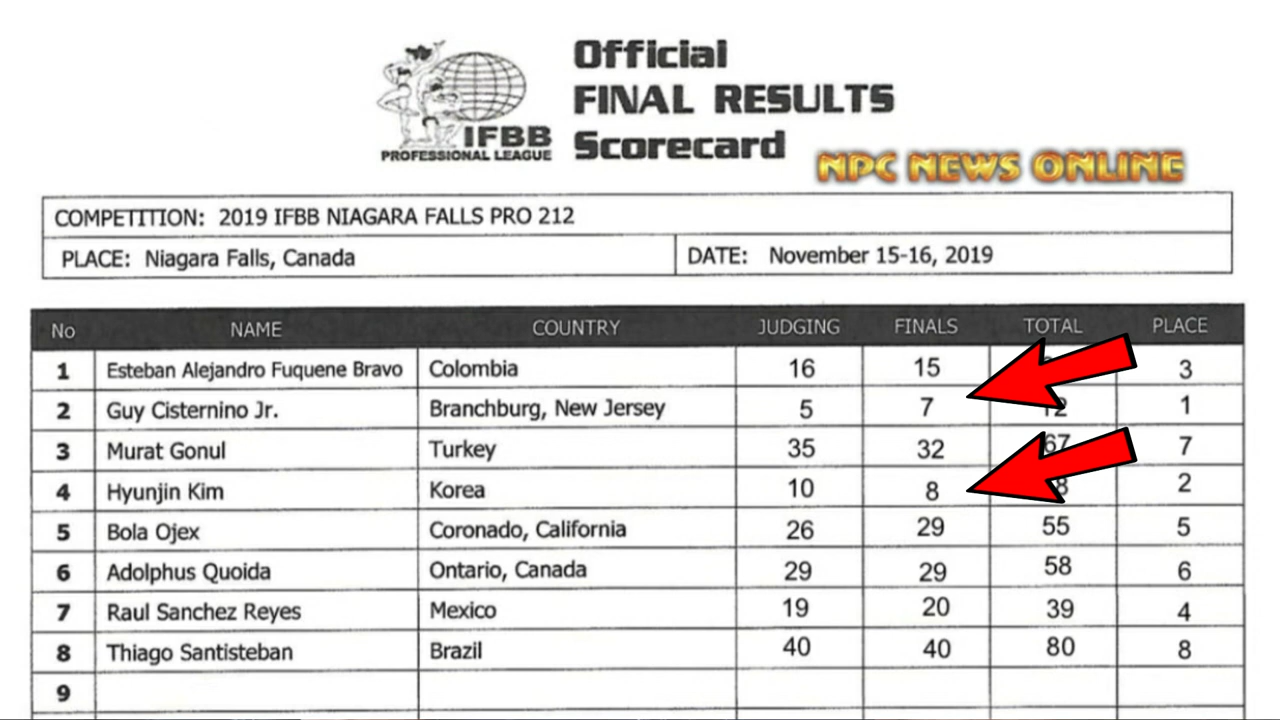 Official
FINAL RESULTS
Scorecard
IFBB
PROFESSIONAL LEAGUE
NPC NEWS ONLINE
COMPETITION: 2019 IFBB NIAGARA FALLS PRO 212
PLACE: Niagara Falls, Canada DATE: November 15-16, 2019
No NAME COUNTRY JUDGING FINALS TOTAL PLACE
1 Esteban Alejandro Fuquene Bravo Colombia 16 15 3
2 Guy Cisternino Jr. Branchburg, New Jersey 5 7 12 1
3 Murat Gonul Turkey 35 32 67 7
4 Hyunjin Kim Korea 10 8 2
5 Bola Ojex Coronado, California 26 29 55 5
6 Adolphus Quoida Ontario, Canada 29 29 58 6
7 Raul Sanchez Reyes Mexico 19 20 39 4
8 Thiago Santisteban Brazil 40 40 80 8
9